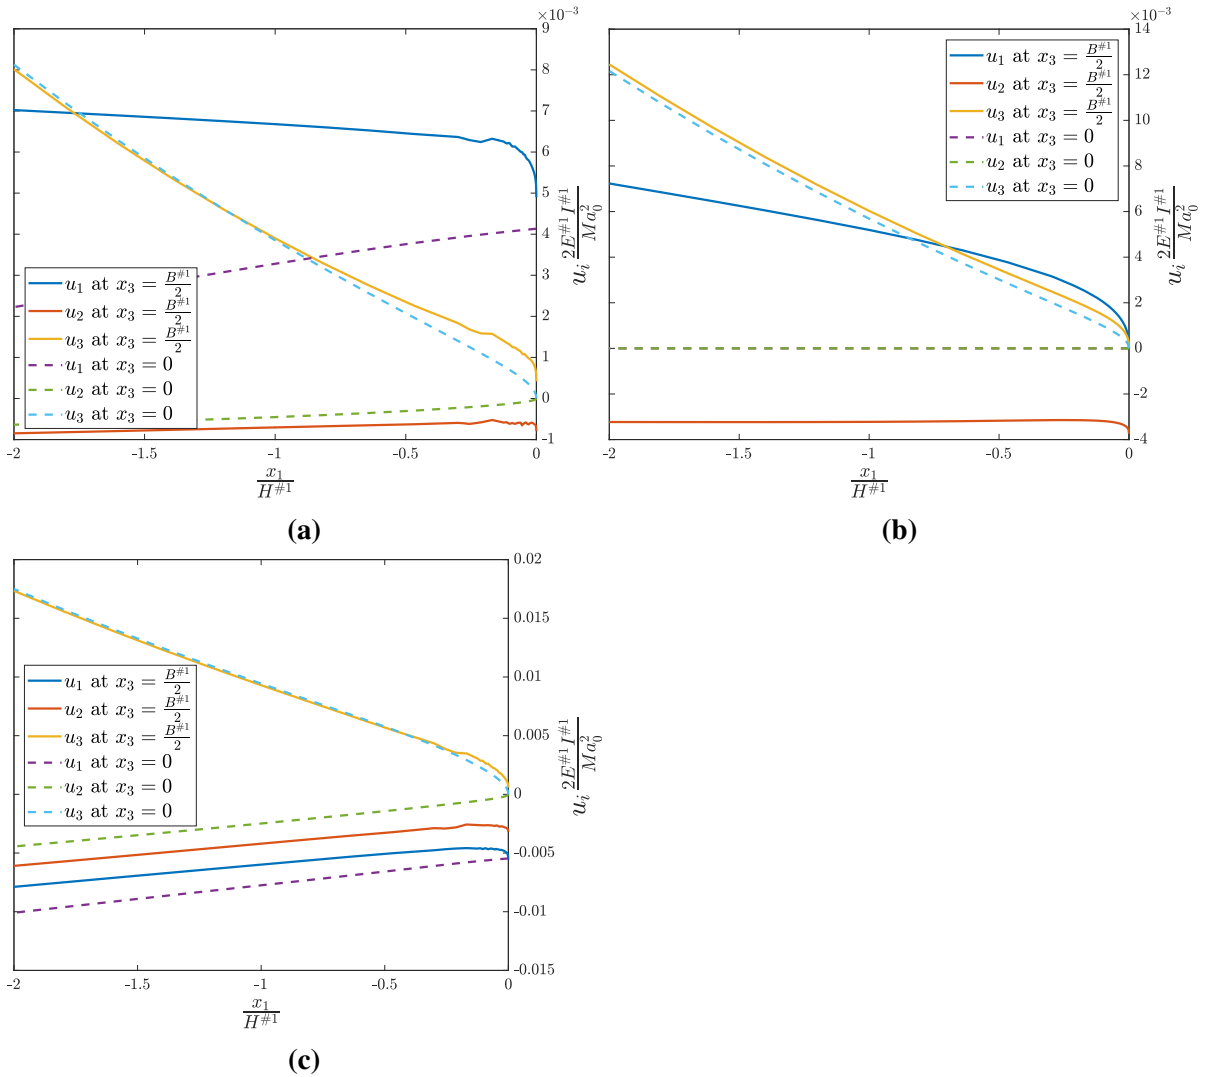 ×10⁻³
9
8
7
6
5
4
3
2
1
0
-1
u_i 2E^{#1}I^{#1} / Ma_0^2
u₁ at x₃ = B^{#1}/2
u₂ at x₃ = B^{#1}/2
u₃ at x₃ = B^{#1}/2
u₁ at x₃ = 0
u₂ at x₃ = 0
u₃ at x₃ = 0
-2 -1.5 -1 -0.5 0
x₁ / H^{#1}
(a)
×10⁻³
14
12
10
8
6
4
2
0
-2
-4
u_i 2E^{#1}I^{#1} / Ma_0^2
u₁ at x₃ = B^{#1}/2
u₂ at x₃ = B^{#1}/2
u₃ at x₃ = B^{#1}/2
u₁ at x₃ = 0
u₂ at x₃ = 0
u₃ at x₃ = 0
-2 -1.5 -1 -0.5 0
x₁ / H^{#1}
(b)
0.02
0.015
0.01
0.005
0
-0.005
-0.01
-0.015
u_i 2E^{#1}I^{#1} / Ma_0^2
u₁ at x₃ = B^{#1}/2
u₂ at x₃ = B^{#1}/2
u₃ at x₃ = B^{#1}/2
u₁ at x₃ = 0
u₂ at x₃ = 0
u₃ at x₃ = 0
-2 -1.5 -1 -0.5 0
x₁ / H^{#1}
(c)